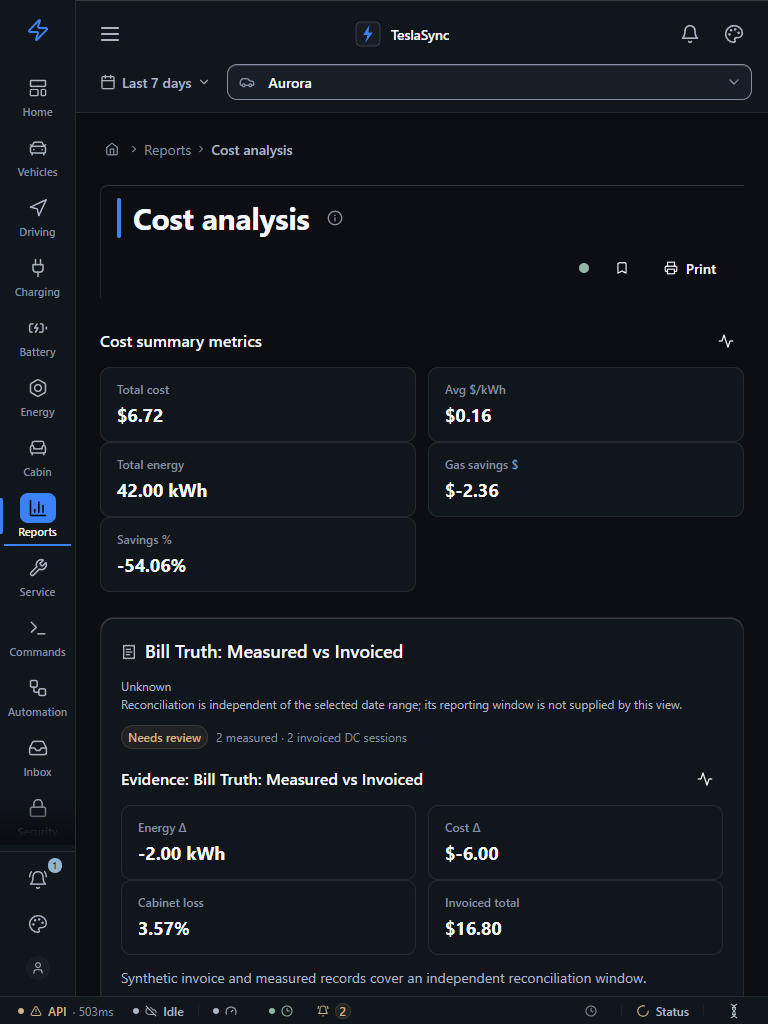 TeslaSync
Last 7 days
Aurora
Home
Vehicles
Driving
Charging
Battery
Energy
Cabin
Reports
Service
Commands
Automation
Inbox
Security
1
Reports
Cost analysis
Cost analysis
Print
Cost summary metrics
Total cost
$6.72
Avg $/kWh
$0.16
Total energy
42.00 kWh
Gas savings $
$-2.36
Savings %
-54.06%
Bill Truth: Measured vs Invoiced
Unknown
Reconciliation is independent of the selected date range; its reporting window is not supplied by this view.
Needs review
2 measured · 2 invoiced DC sessions
Evidence: Bill Truth: Measured vs Invoiced
Energy Δ
-2.00 kWh
Cost Δ
$-6.00
Cabinet loss
3.57%
Invoiced total
$16.80
Synthetic invoice and measured records cover an independent reconciliation window.
API · 503ms
Idle
2
Status